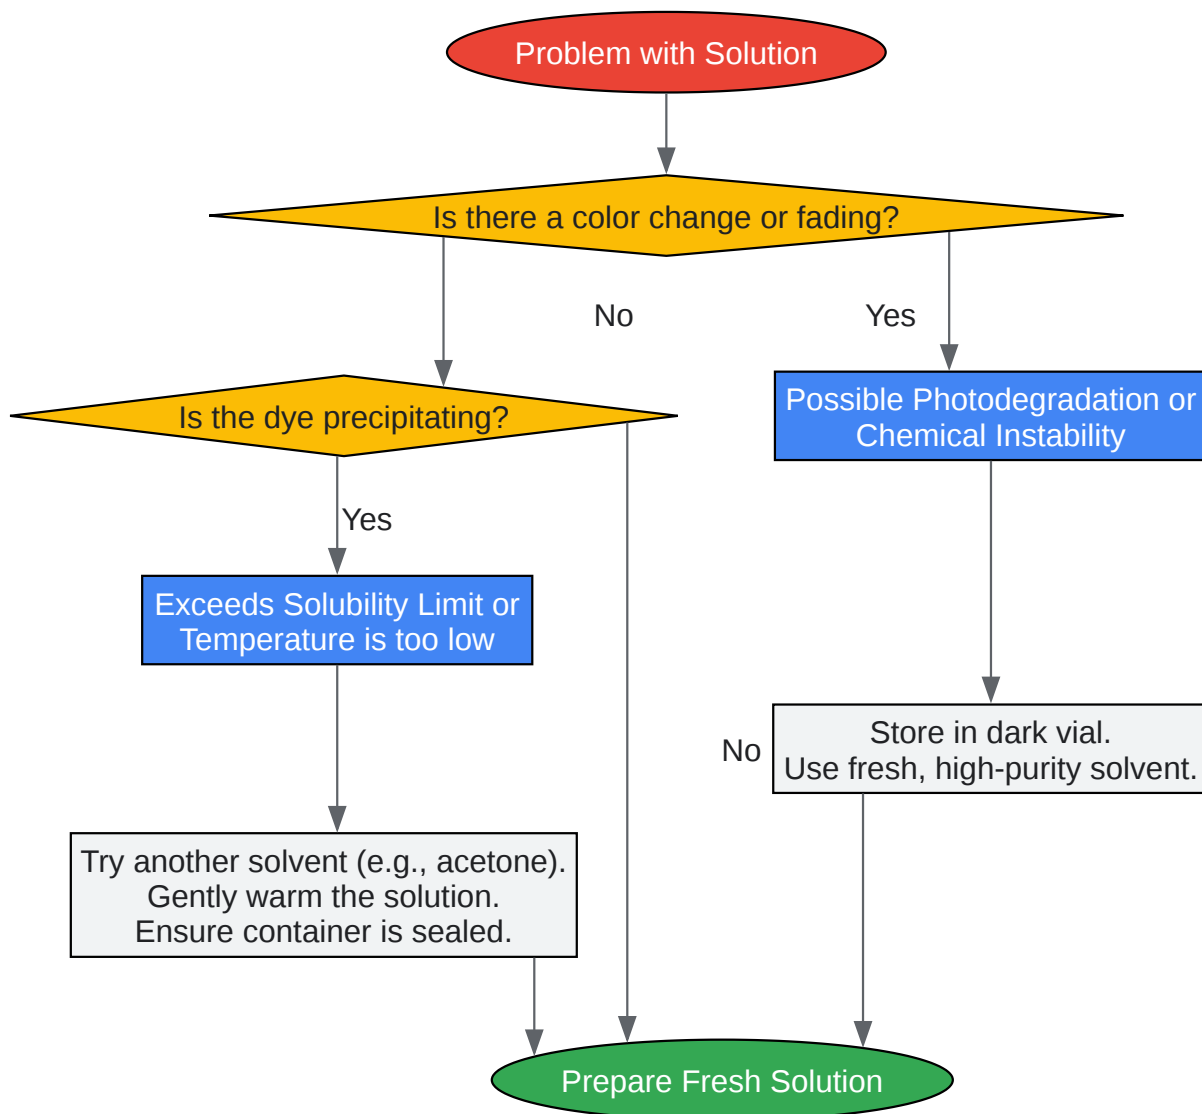 Problem with Solution
Is there a color change or fading?
No
Yes
Is the dye precipitating?
Possible Photodegradation or
Chemical Instability
Yes
Exceeds Solubility Limit or
Temperature is too low
No
Store in dark vial.
Use fresh, high-purity solvent.
Try another solvent (e.g., acetone).
Gently warm the solution.
Ensure container is sealed.
Prepare Fresh Solution